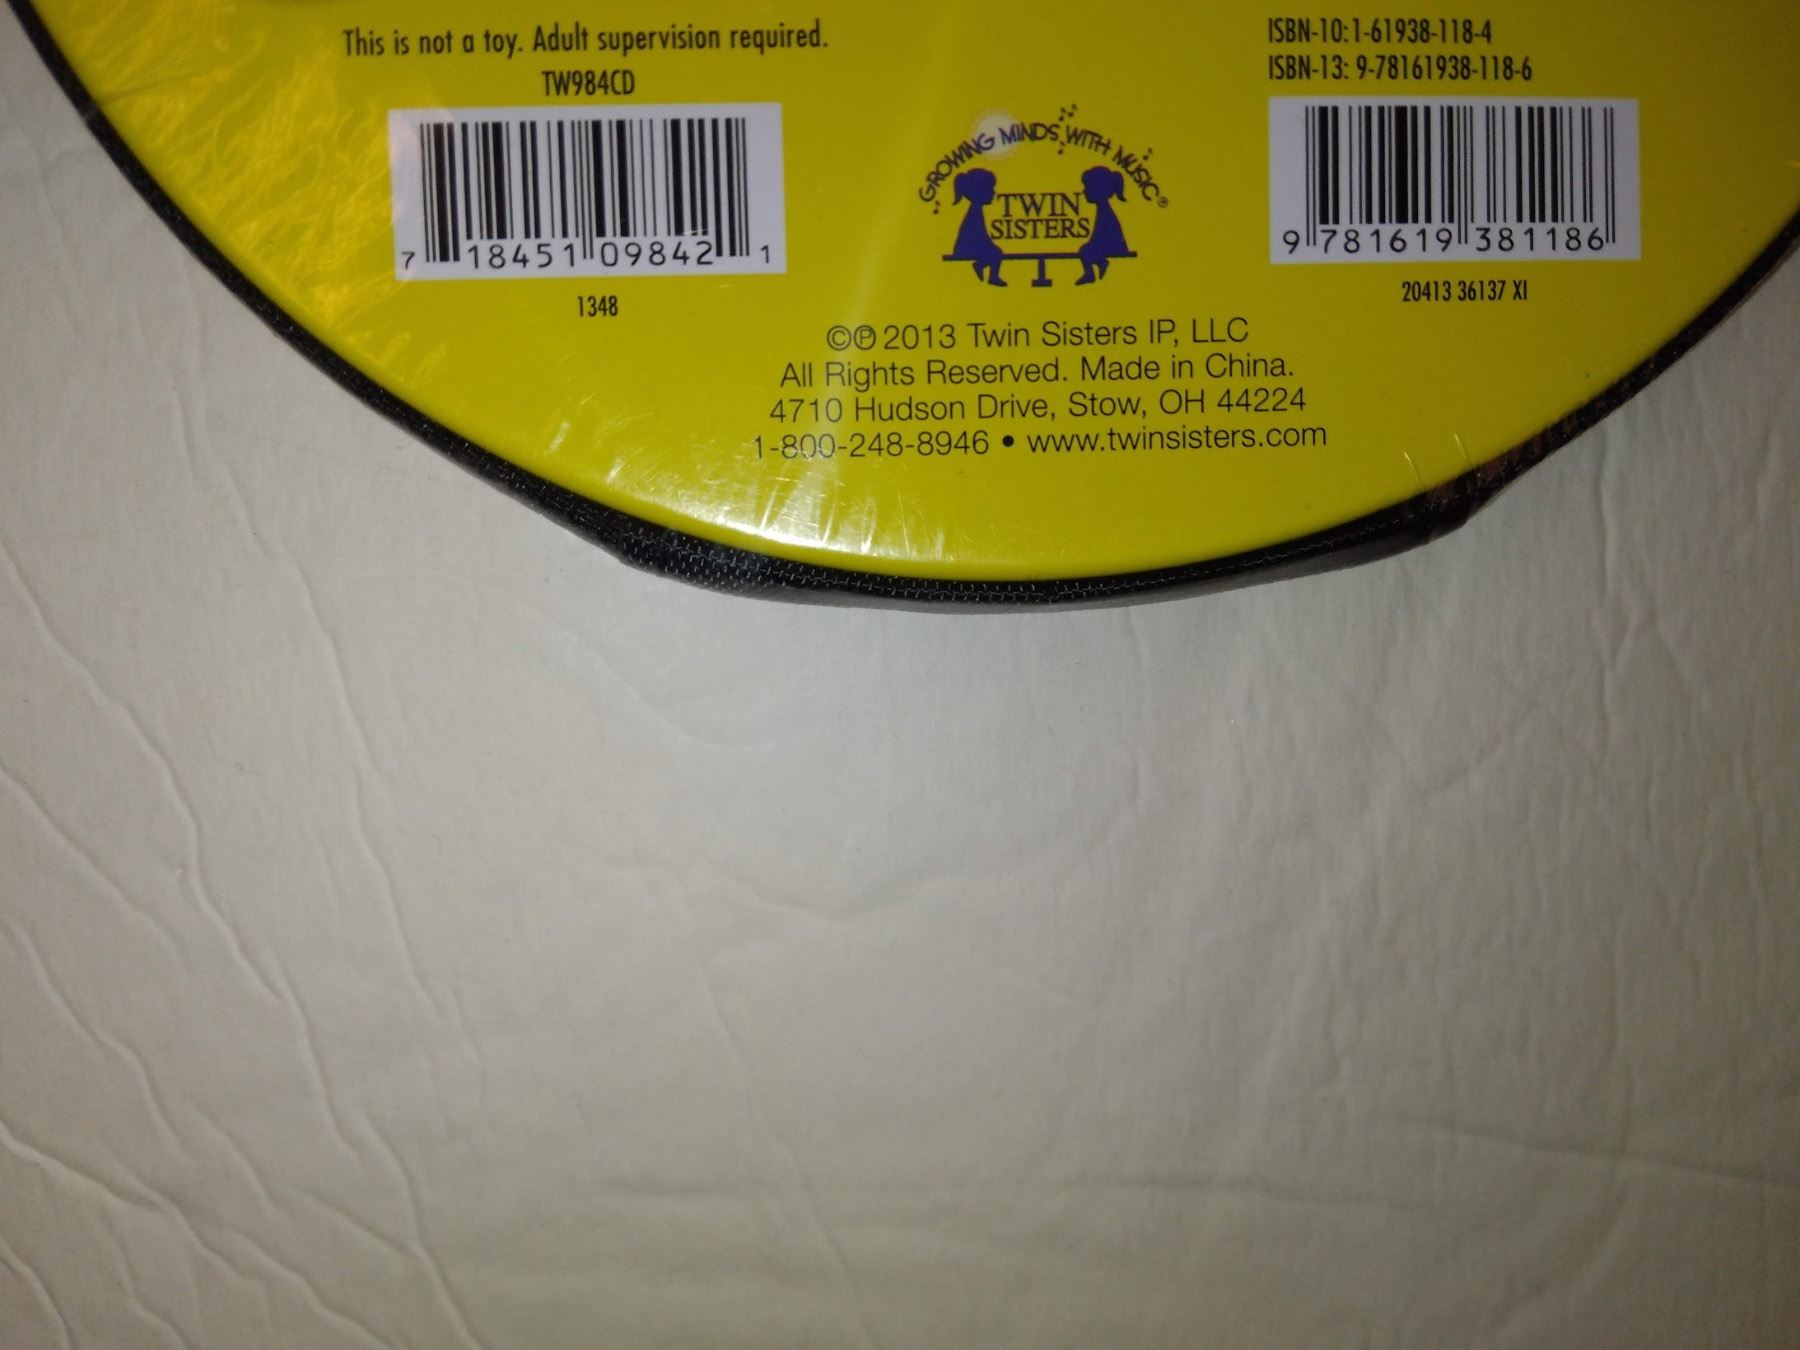 This is not a toy. Adult supervision required.
TW984CD
7 18451 09842 1
1348
GROWING MINDS WITH MUSIC®
TWIN
SISTERS
ISBN-10: 1-61938-118-4
ISBN-13: 9-78161938-118-6
9 781619 381186
20413 36137 XI
©℗ 2013 Twin Sisters IP, LLC
All Rights Reserved. Made in China.
4710 Hudson Drive, Stow, OH 44224
1-800-248-8946 • www.twinsisters.com